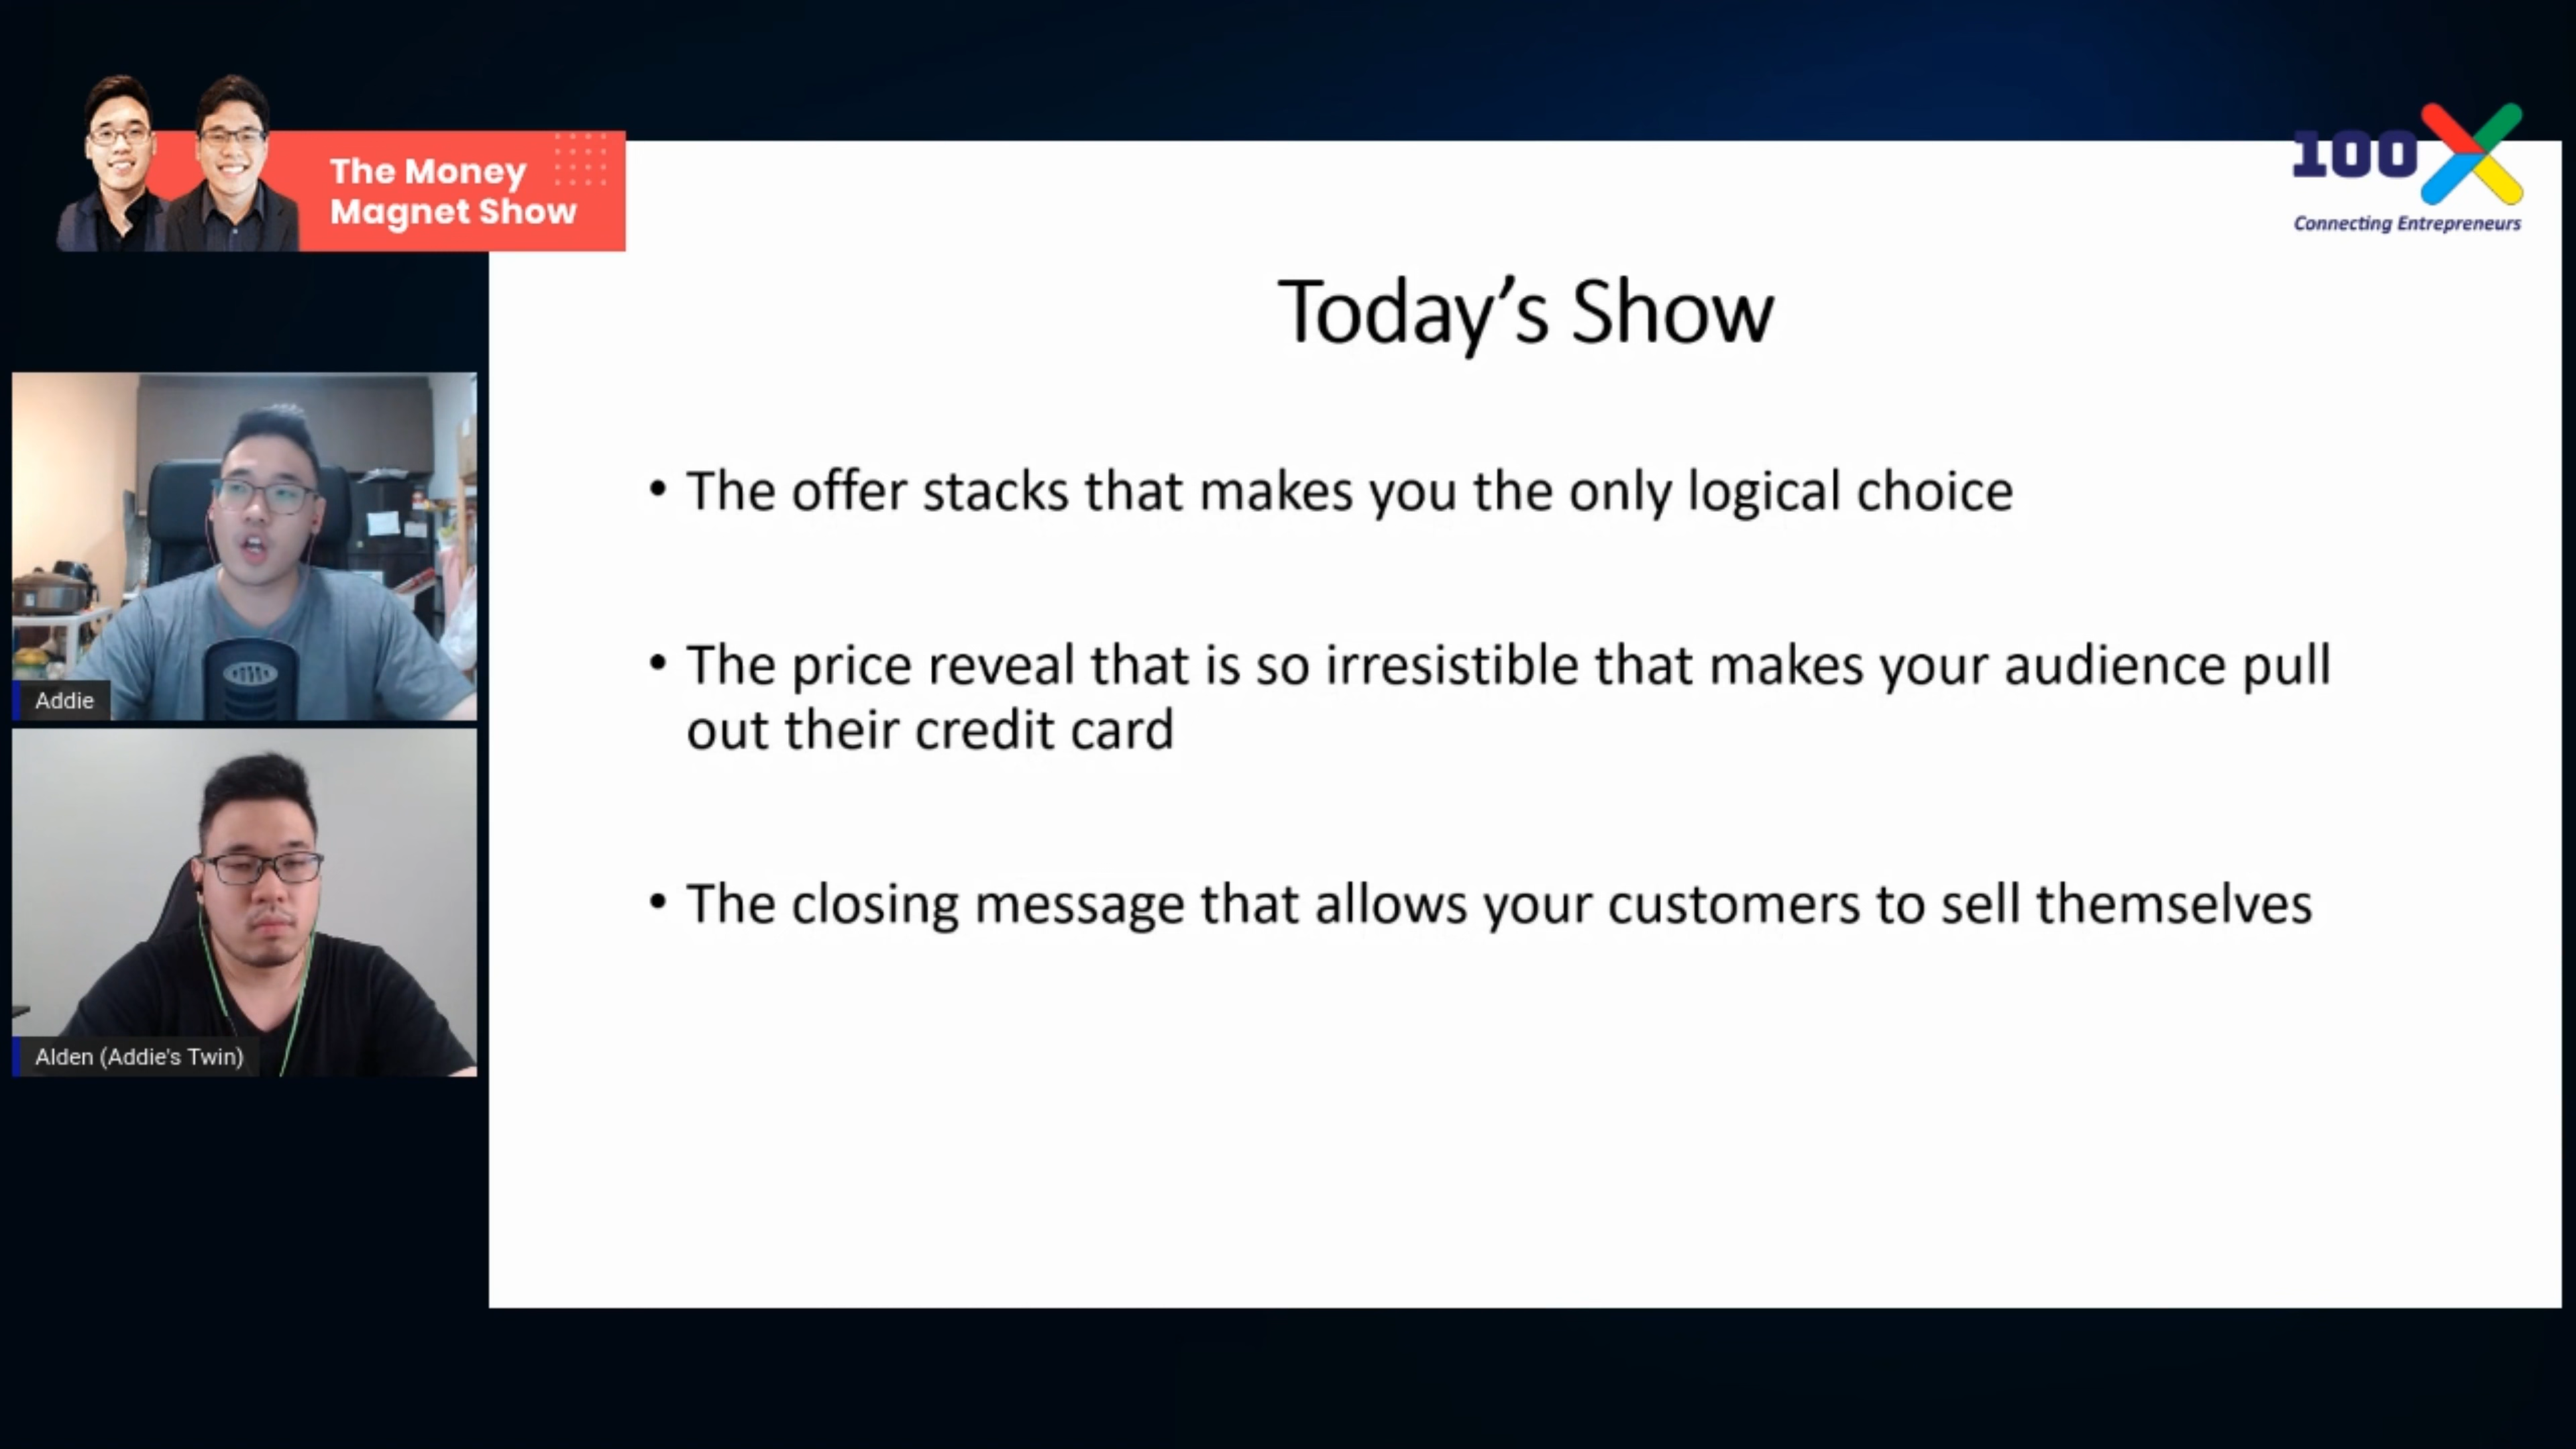 The Money
Magnet Show
100X
Connecting Entrepreneurs
Today’s Show
• The offer stacks that makes you the only logical choice
• The price reveal that is so irresistible that makes your audience pull
out their credit card
• The closing message that allows your customers to sell themselves
Addie
Alden (Addie's Twin)